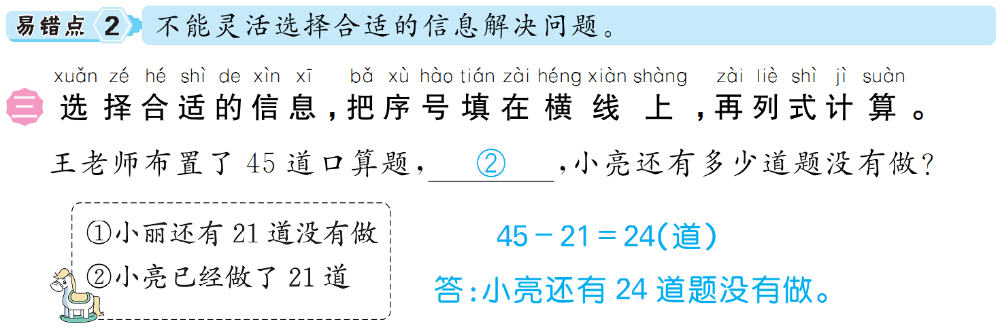 易错点 2 不能灵活选择合适的信息解决问题。
xuǎn zé hé shì de xìn xī bǎ xù hào tián zài héng xiàn shàng zài liè shì jì suàn
三 选择合适的信息,把序号填在横线上,再列式计算。
王老师布置了 45 道口算题, ② ,小亮还有多少道题没有做?
①小丽还有 21 道没有做
45-21=24(道)
②小亮已经做了 21 道
答:小亮还有 24 道题没有做。